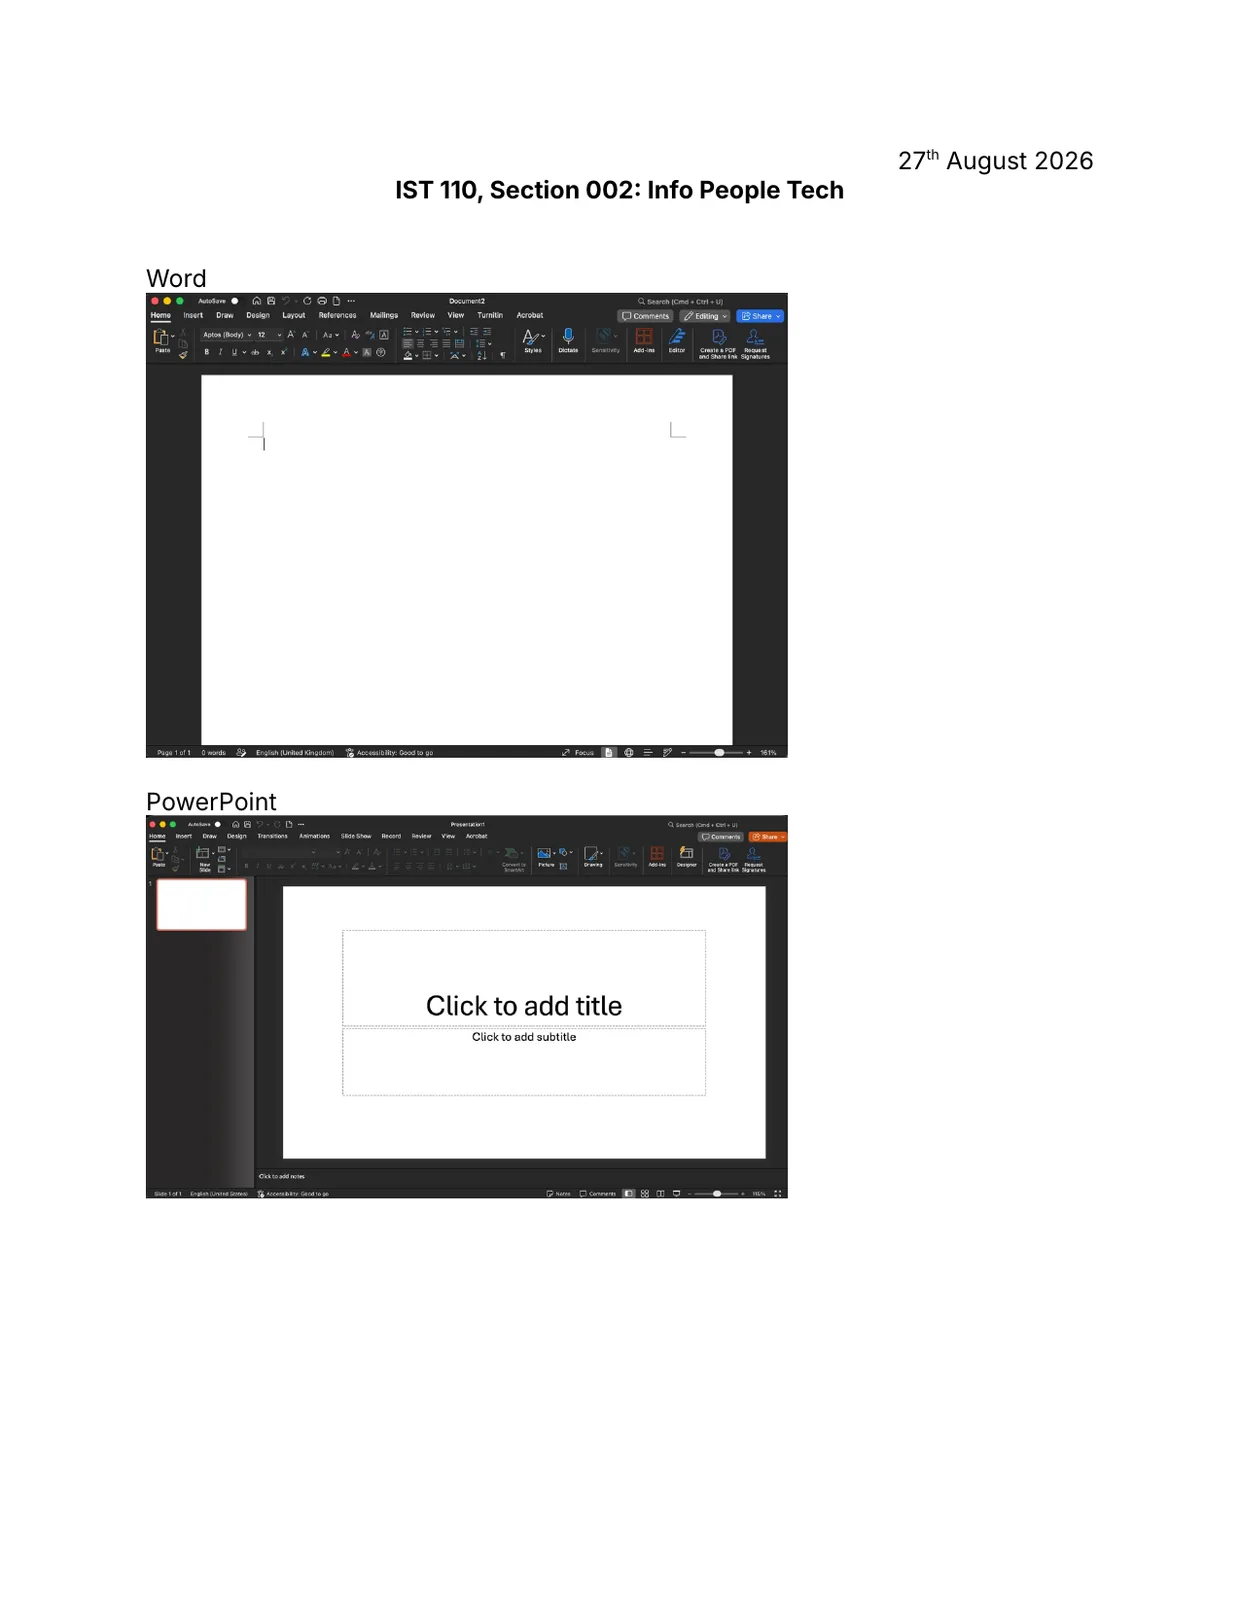 27th August 2026
IST 110, Section 002: Info People Tech
Word
AutoSave
Document2
Search (Cmd + Ctrl + U)
Home Insert Draw Design Layout References Mailings Review View Turnitin Acrobat
Comments Editing Share
Aptos (Body) 12
Paste
Styles Dictate Sensitivity Add-ins Editor Create a PDF and Share link Request Signatures
Page 1 of 1 0 words English (United Kingdom) Accessibility: Good to go Focus 161%
PowerPoint
AutoSave
Presentation1
Search (Cmd + Ctrl + U)
Home Insert Draw Design Transitions Animations Slide Show Record Review View Acrobat
Comments Share
Paste New Slide Convert to SmartArt Picture Drawing Sensitivity Add-ins Designer Create a PDF and Share link Request Signatures
1
Click to add title
Click to add subtitle
Click to add notes
Slide 1 of 1 English (United States) Accessibility: Good to go Notes Comments 115%